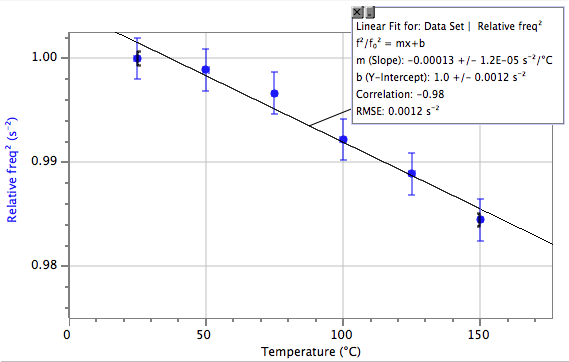 Linear Fit for: Data Set | Relative freq²
f²/f₀² = mx+b
m (Slope): -0.00013 +/- 1.2E-05 s⁻²/°C
b (Y-Intercept): 1.0 +/- 0.0012 s⁻²
Correlation: -0.98
RMSE: 0.0012 s⁻²
1.00
0.99
0.98
Relative freq² (s⁻²)
0
50
100
150
Temperature (°C)